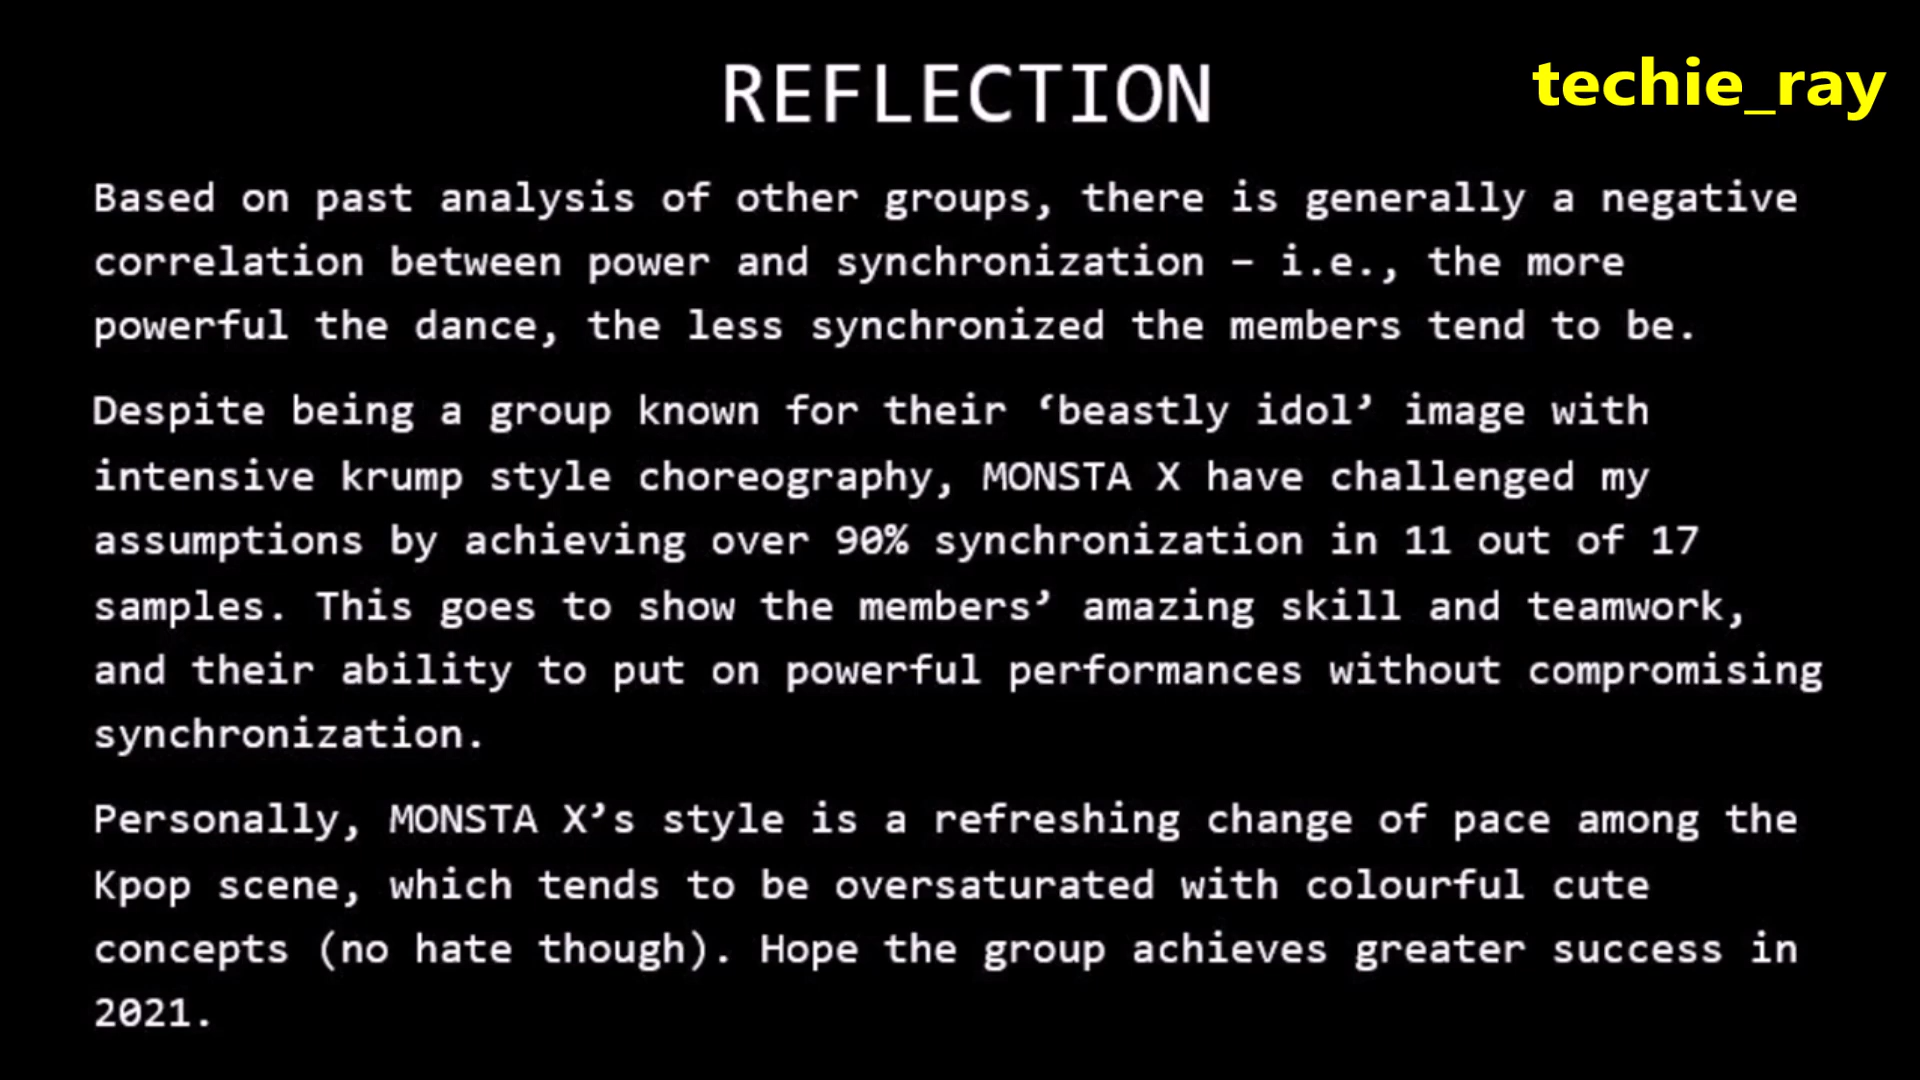 REFLECTION
techie_ray
Based on past analysis of other groups, there is generally a negative
correlation between power and synchronization – i.e., the more
powerful the dance, the less synchronized the members tend to be.
Despite being a group known for their ‘beastly idol’ image with
intensive krump style choreography, MONSTA X have challenged my
assumptions by achieving over 90% synchronization in 11 out of 17
samples. This goes to show the members’ amazing skill and teamwork,
and their ability to put on powerful performances without compromising
synchronization.
Personally, MONSTA X’s style is a refreshing change of pace among the
Kpop scene, which tends to be oversaturated with colourful cute
concepts (no hate though). Hope the group achieves greater success in
2021.